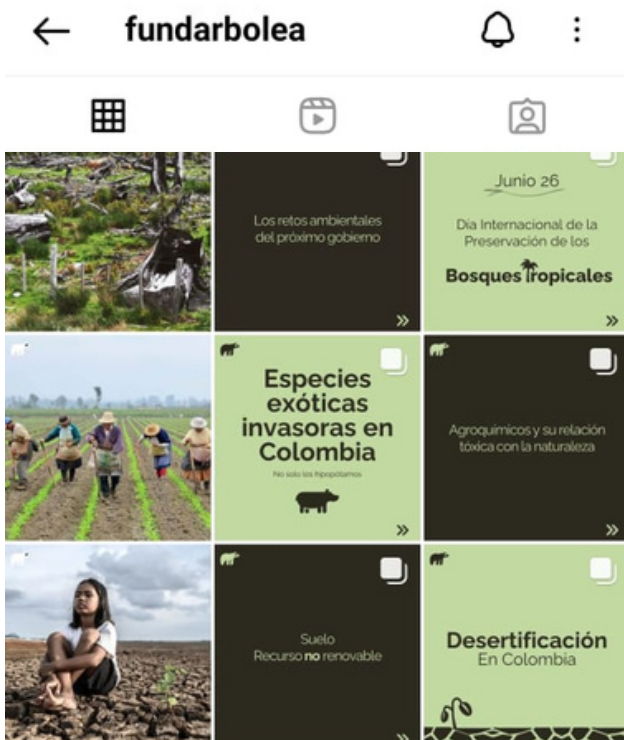 fundarbolea
Los retos ambientales
del próximo gobierno
Junio 26
Día Internacional de la
Preservación de los
Bosques Tropicales
Especies
exóticas
invasoras en
Colombia
No solo los hipopótamos
Agroquímicos y su relación
tóxica con la naturaleza
Suelo
Recurso no renovable
Desertificación
En Colombia